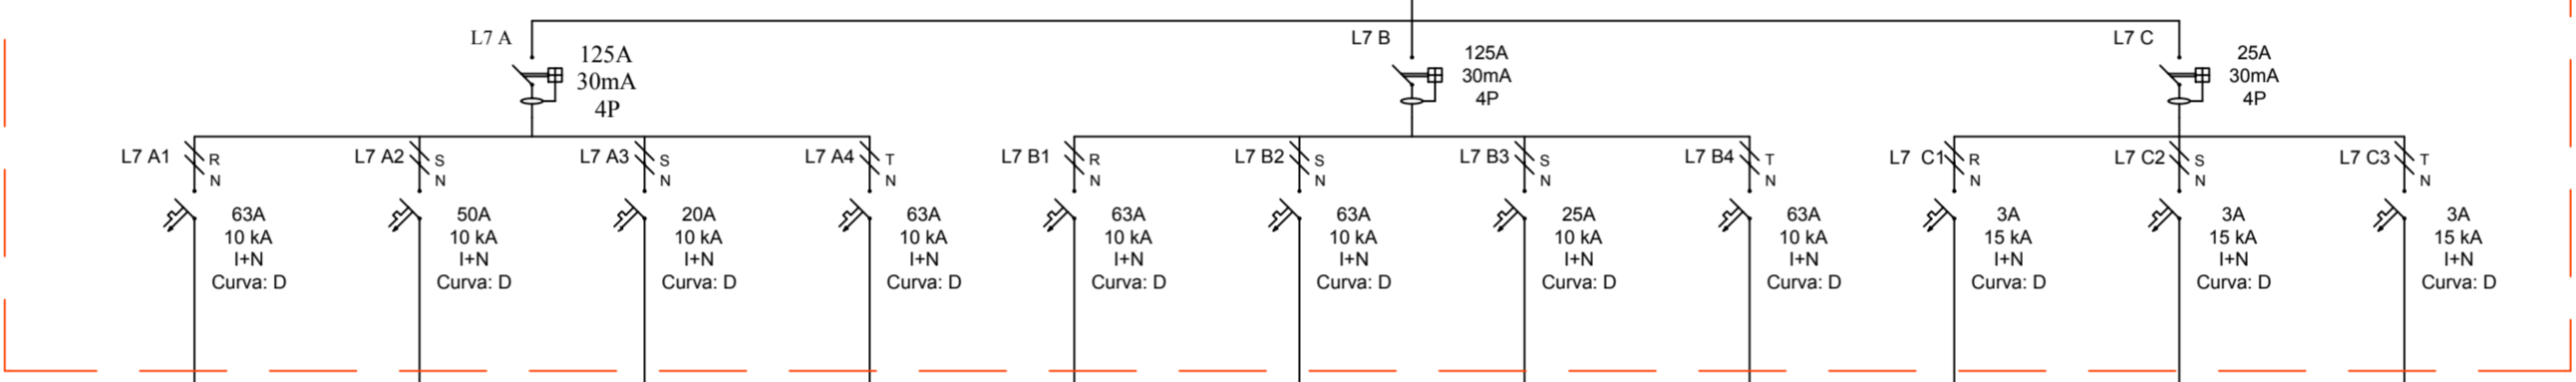 L7 A
125A
30mA
4P
L7 B
125A
30mA
4P
L7 C
25A
30mA
4P
L7 A1
R
N
63A
10 kA
I+N
Curva: D
L7 A2
S
N
50A
10 kA
I+N
Curva: D
L7 A3
S
N
20A
10 kA
I+N
Curva: D
L7 A4
T
N
63A
10 kA
I+N
Curva: D
L7 B1
R
N
63A
10 kA
I+N
Curva: D
L7 B2
S
N
63A
10 kA
I+N
Curva: D
L7 B3
S
N
25A
10 kA
I+N
Curva: D
L7 B4
T
N
63A
10 kA
I+N
Curva: D
L7 C1
R
N
3A
15 kA
I+N
Curva: D
L7 C2
S
N
3A
15 kA
I+N
Curva: D
L7 C3
T
N
3A
15 kA
I+N
Curva: D